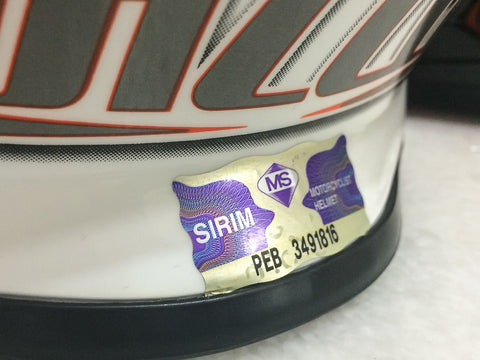 MS
SIRIM
MOTORCYCLIST
HELMET
PEB 3491816